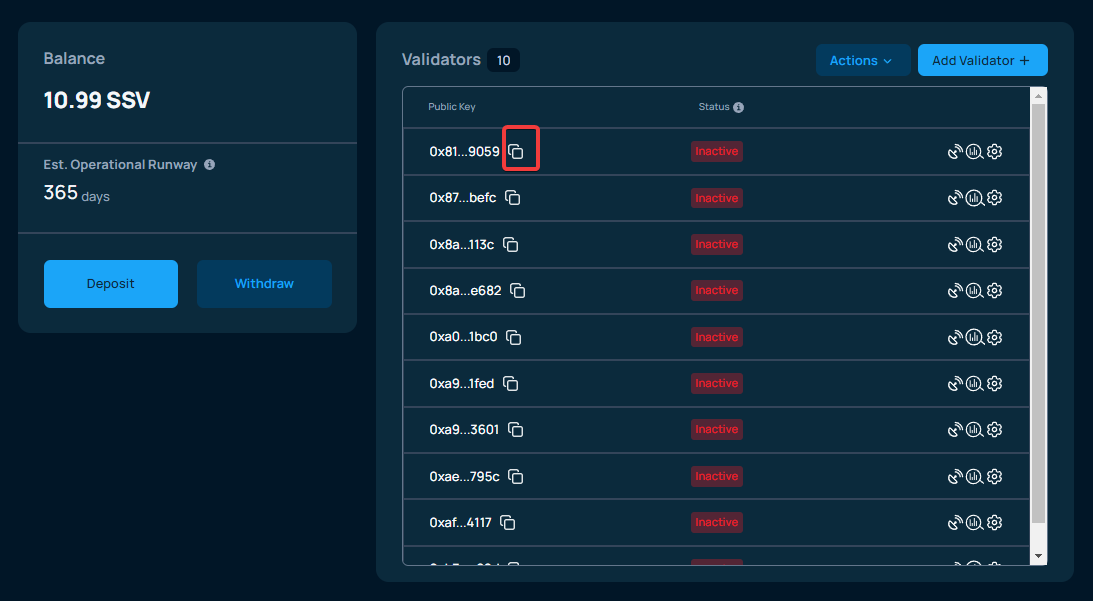 Balance
10.99 SSV
Est. Operational Runway
365 days
Deposit Withdraw
Validators 10
Actions Add Validator +
Public Key Status
0x81...9059 Inactive
0x87...befc Inactive
0x8a...113c Inactive
0x8a...e682 Inactive
0xa0...1bc0 Inactive
0xa9...1fed Inactive
0xa9...3601 Inactive
0xae...795c Inactive
0xaf...4117 Inactive